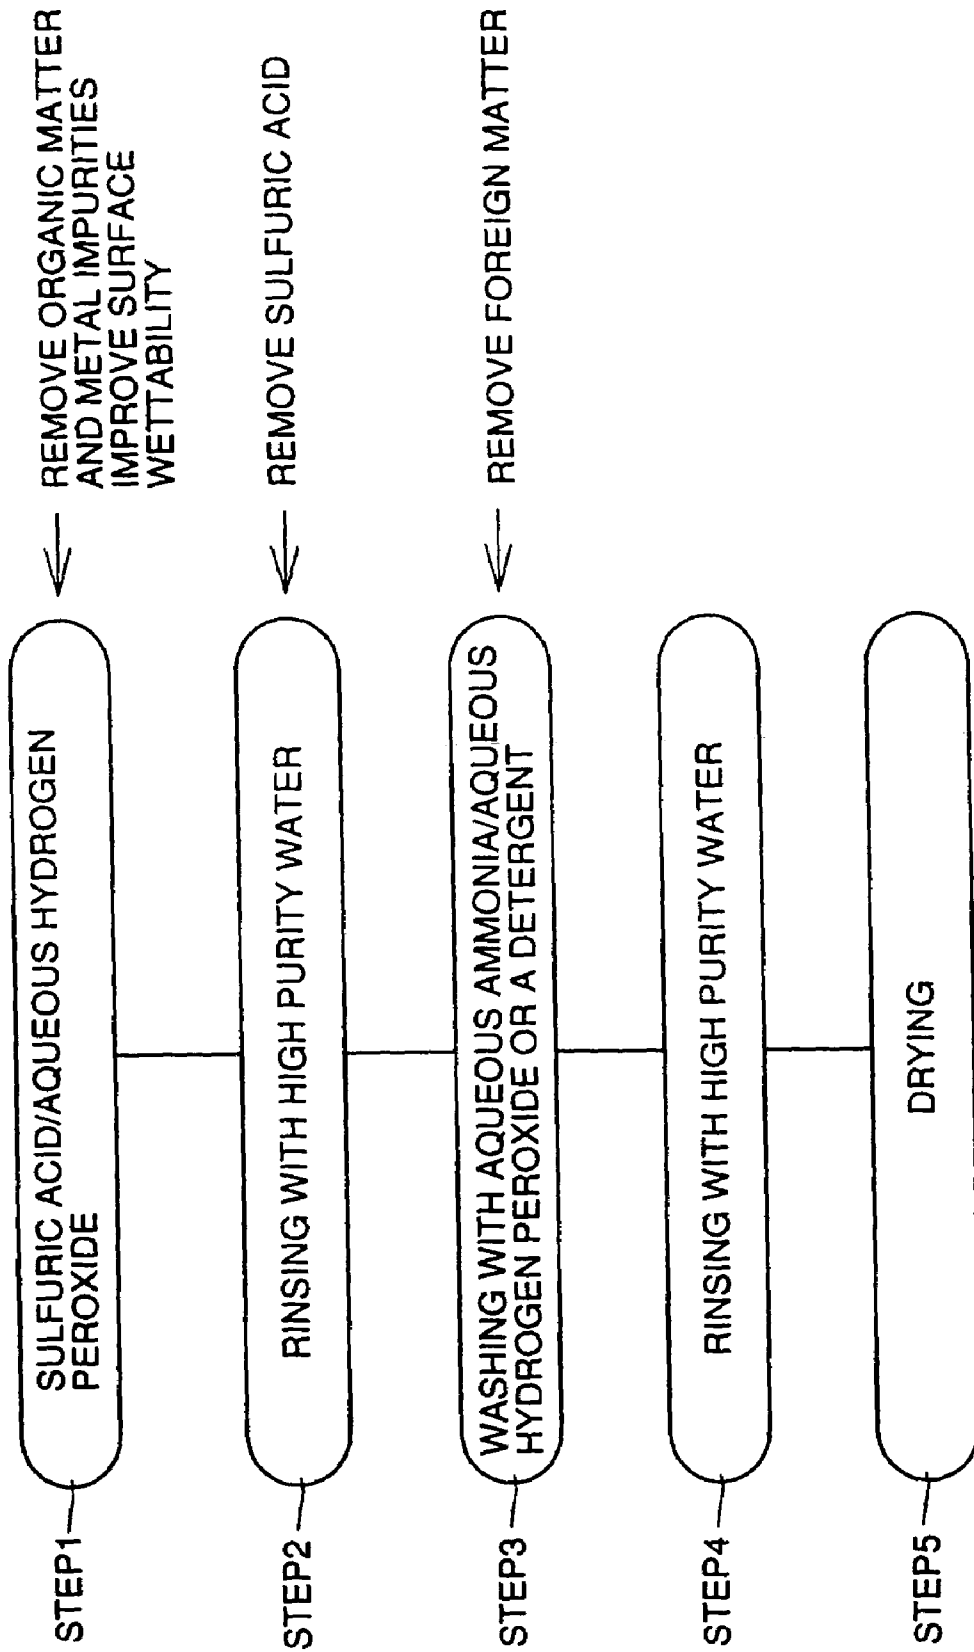 STEP1
SULFURIC ACID/AQUEOUS HYDROGEN
PEROXIDE
REMOVE ORGANIC MATTER
AND METAL IMPURITIES
IMPROVE SURFACE
WETTABILITY
STEP2
RINSING WITH HIGH PURITY WATER
REMOVE SULFURIC ACID
STEP3
WASHING WITH AQUEOUS AMMONIA/AQUEOUS
HYDROGEN PEROXIDE OR A DETERGENT
REMOVE FOREIGN MATTER
STEP4
RINSING WITH HIGH PURITY WATER
STEP5
DRYING